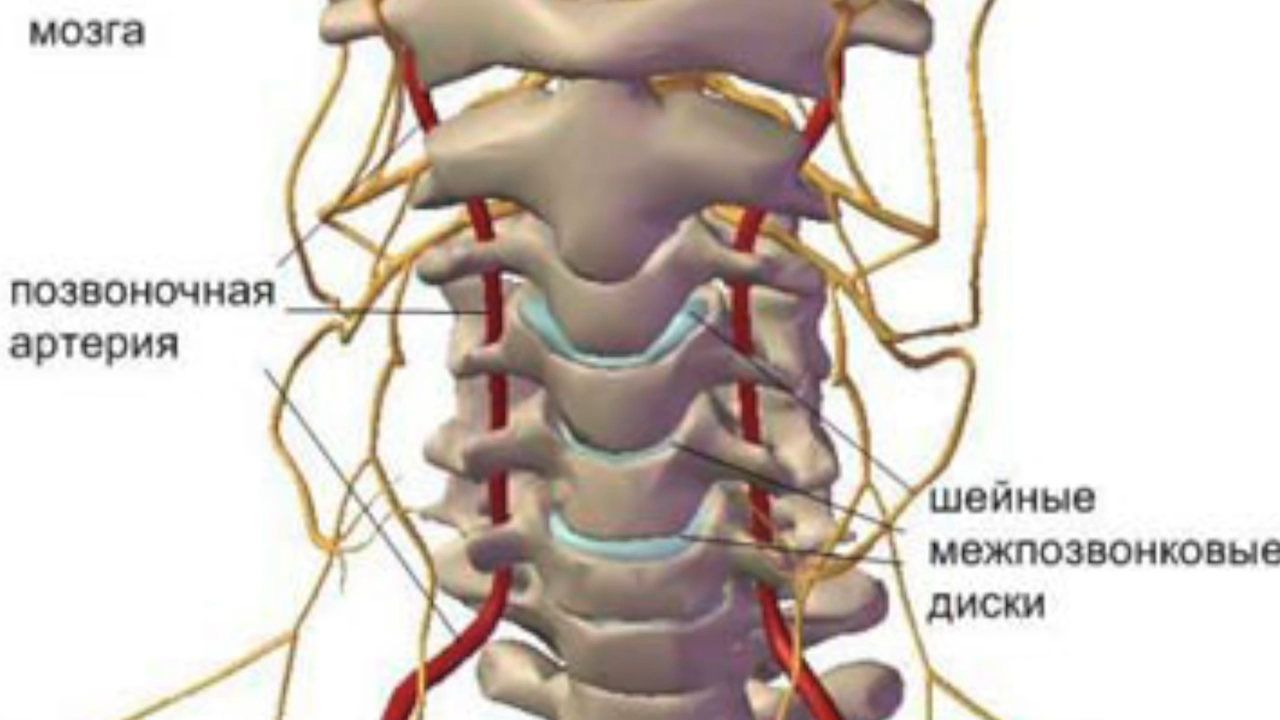 мозга
позвоночная
артерия
шейные
межпозвонковые
диски